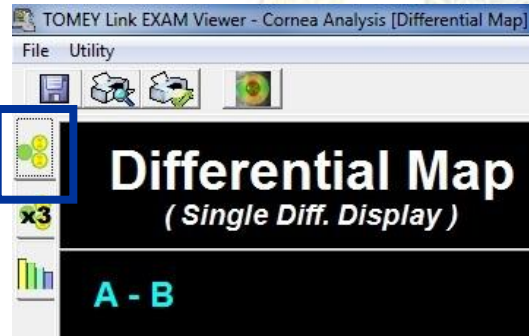 TOMEY Link EXAM Viewer - Cornea Analysis [Differential Map]
File Utility
Differential Map
( Single Diff. Display )
x3
A - B